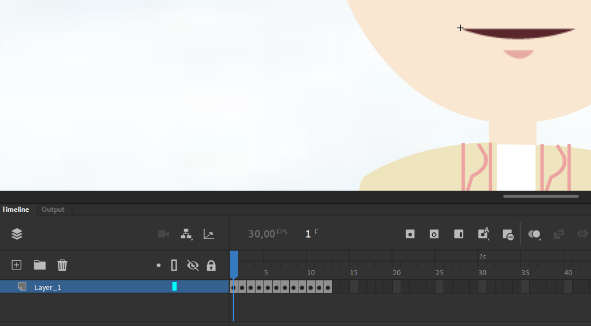 Timeline Output
30,00 FPS 1 F
1s
5 10 15 20 25 30 35 40
Layer_1